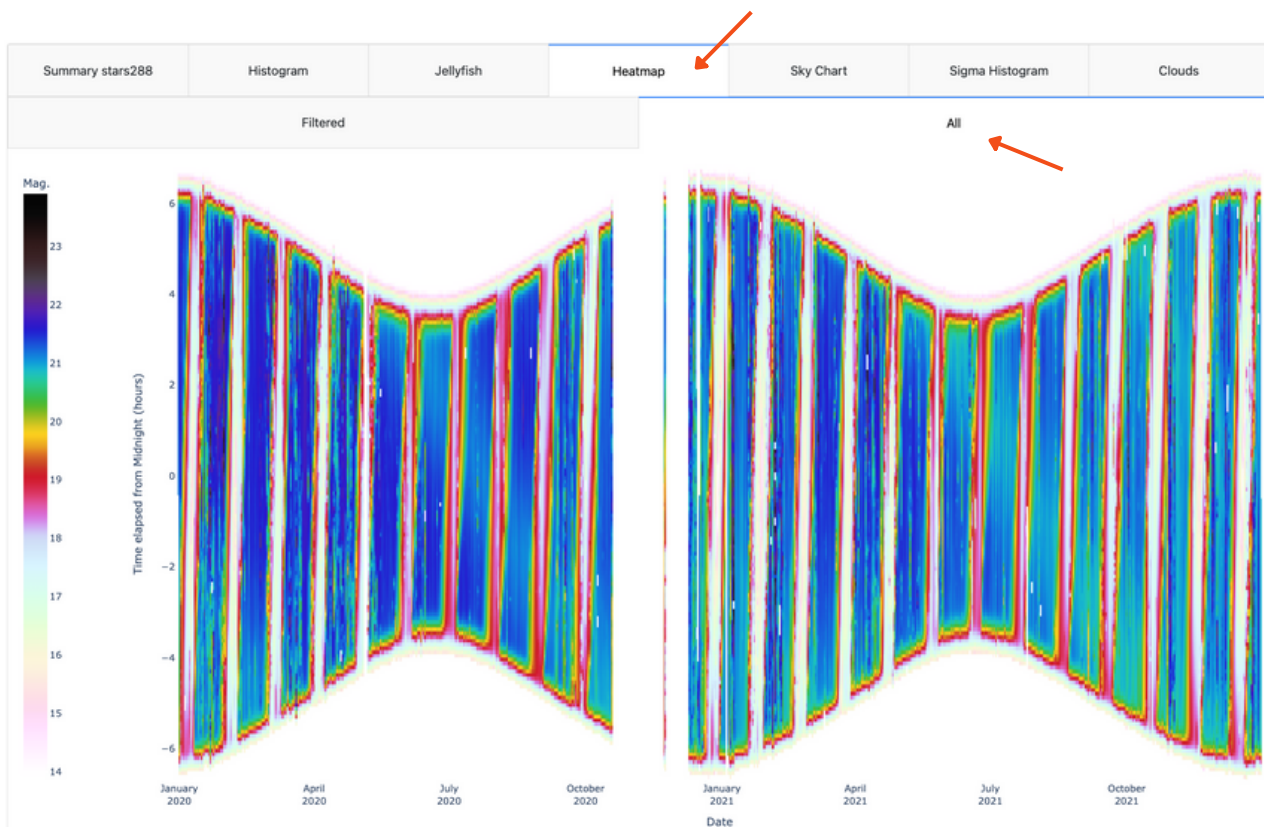 Summary stars288 Histogram Jellyfish Heatmap Sky Chart Sigma Histogram Clouds
Filtered All
Mag.
23
22
21
20
19
18
17
16
15
14
Time elapsed from Midnight (hours)
6
4
2
0
−2
−4
−6
January
2020
April
2020
July
2020
October
2020
January
2021
April
2021
July
2021
October
2021
Date